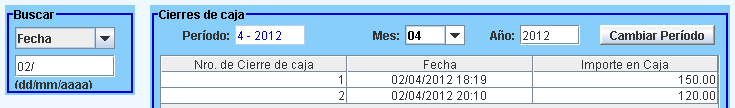 Buscar
Fecha
02/
(dd/mm/aaaa)
Cierres de caja
Período: 4 - 2012 Mes: 04 Año: 2012 Cambiar Período
Nro. de Cierre de caja Fecha Importe en Caja
1 02/04/2012 18:19 150.00
2 02/04/2012 20:10 120.00